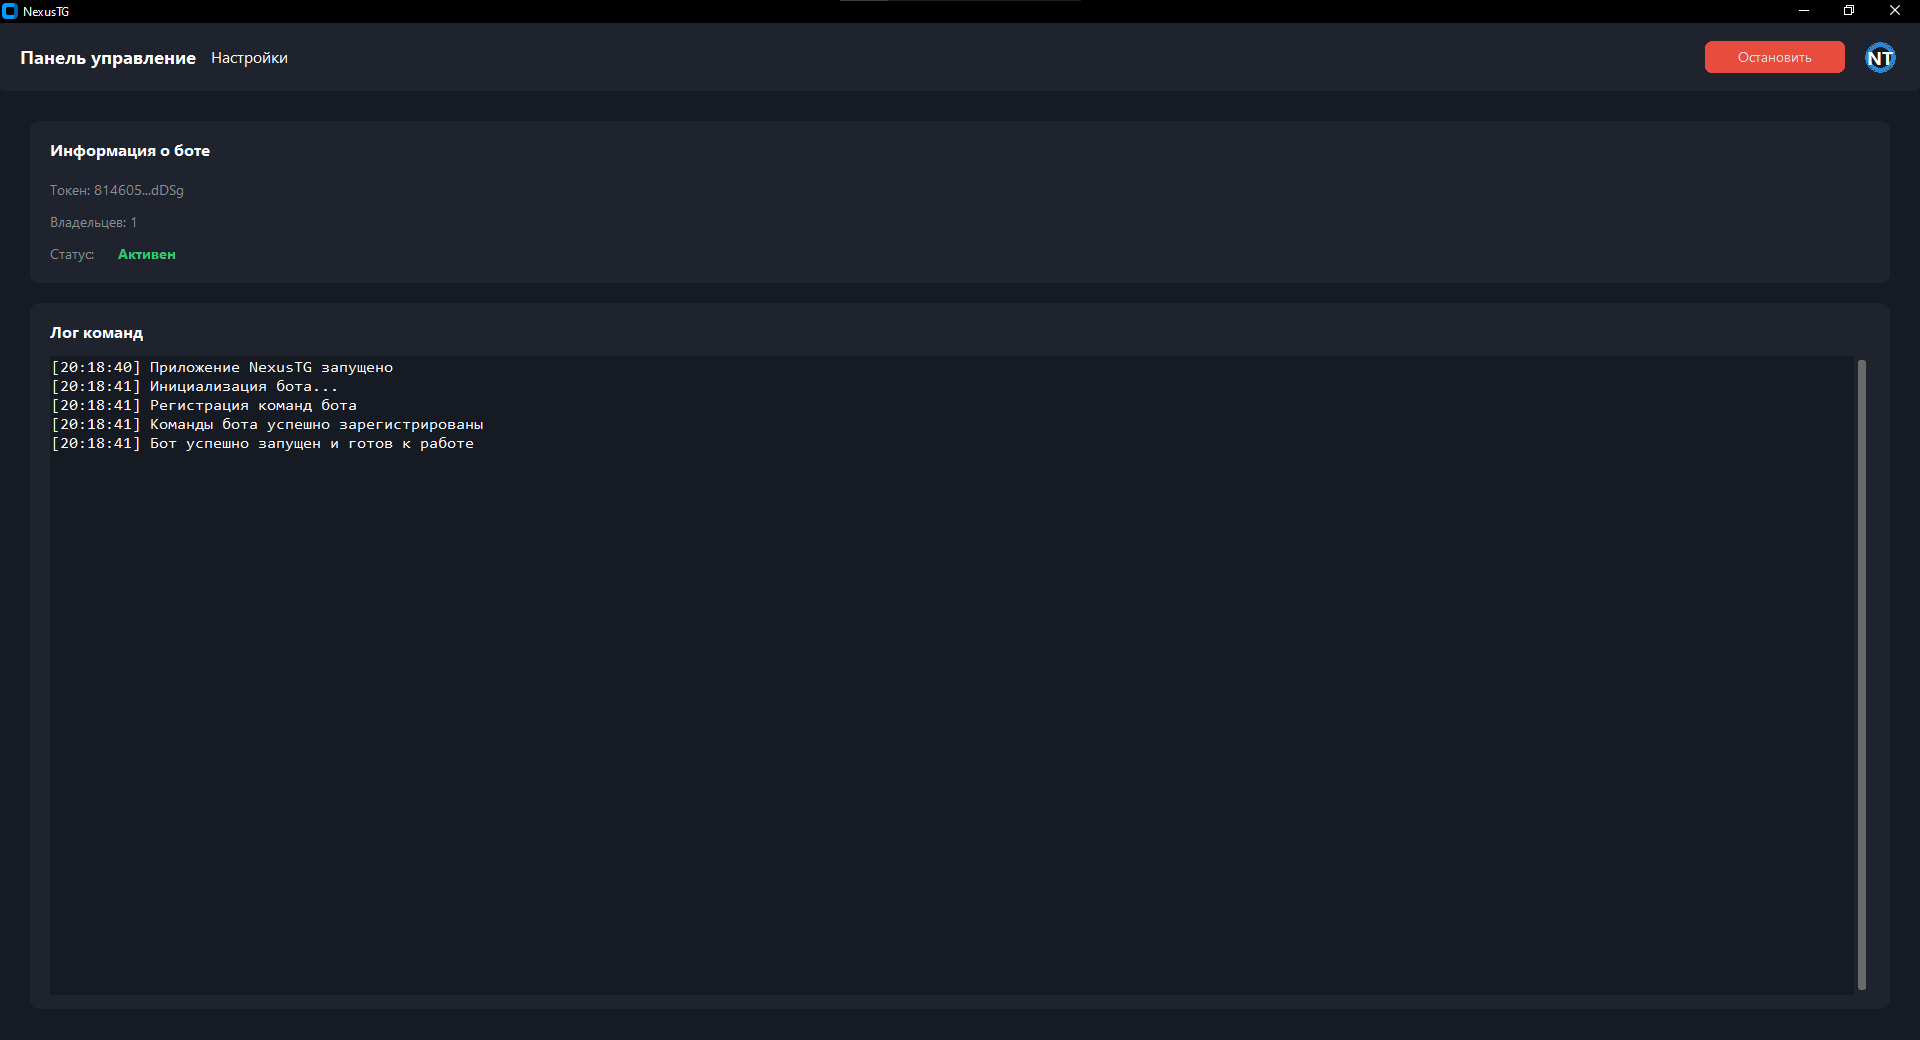 NexusTG
Панель управление Настройки Остановить NT
Информация о боте
Токен: 814605...dDSg
Владельцев: 1
Статус: Активен
Лог команд
[20:18:40] Приложение NexusTG запущено
[20:18:41] Инициализация бота...
[20:18:41] Регистрация команд бота
[20:18:41] Команды бота успешно зарегистрированы
[20:18:41] Бот успешно запущен и готов к работе